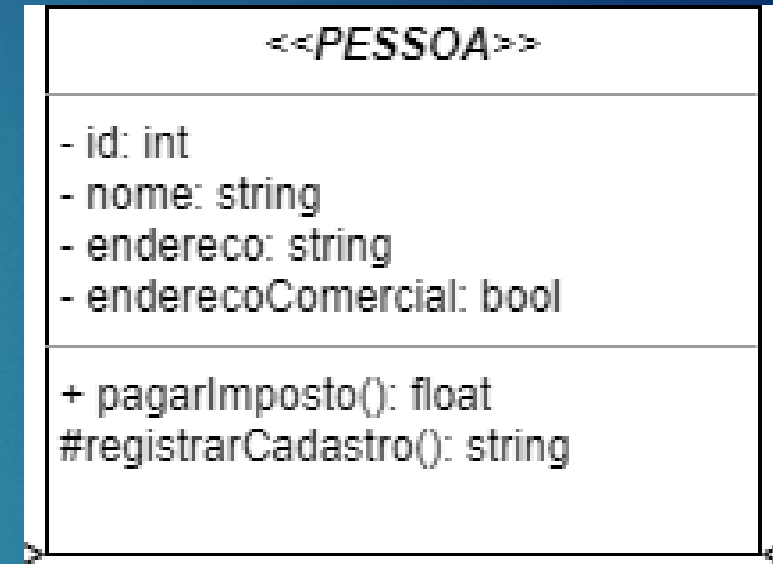 <<PESSOA>>
- id: int
- nome: string
- endereco: string
- enderecoComercial: bool
+ pagarImposto(): float
#registrarCadastro(): string